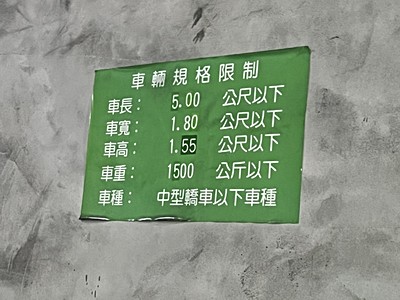 車輛規格限制
車長： 5.00 公尺以下
車寬： 1.80 公尺以下
車高： 1.55 公尺以下
車重： 1500 公斤以下
車種： 中型轎車以下車種